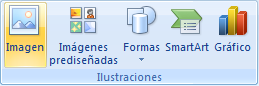 Imagen
Imágenes
prediseñadas
Formas
SmartArt
Gráfico
Ilustraciones